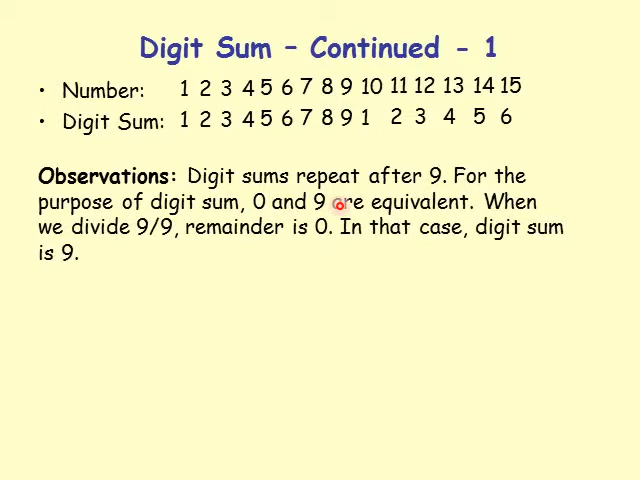 Digit Sum – Continued - 1
• Number: 1 2 3 4 5 6 7 8 9 10 11 12 13 14 15
• Digit Sum: 1 2 3 4 5 6 7 8 9 1 2 3 4 5 6
Observations: Digit sums repeat after 9. For the
purpose of digit sum, 0 and 9 are equivalent. When
we divide 9/9, remainder is 0. In that case, digit sum
is 9.